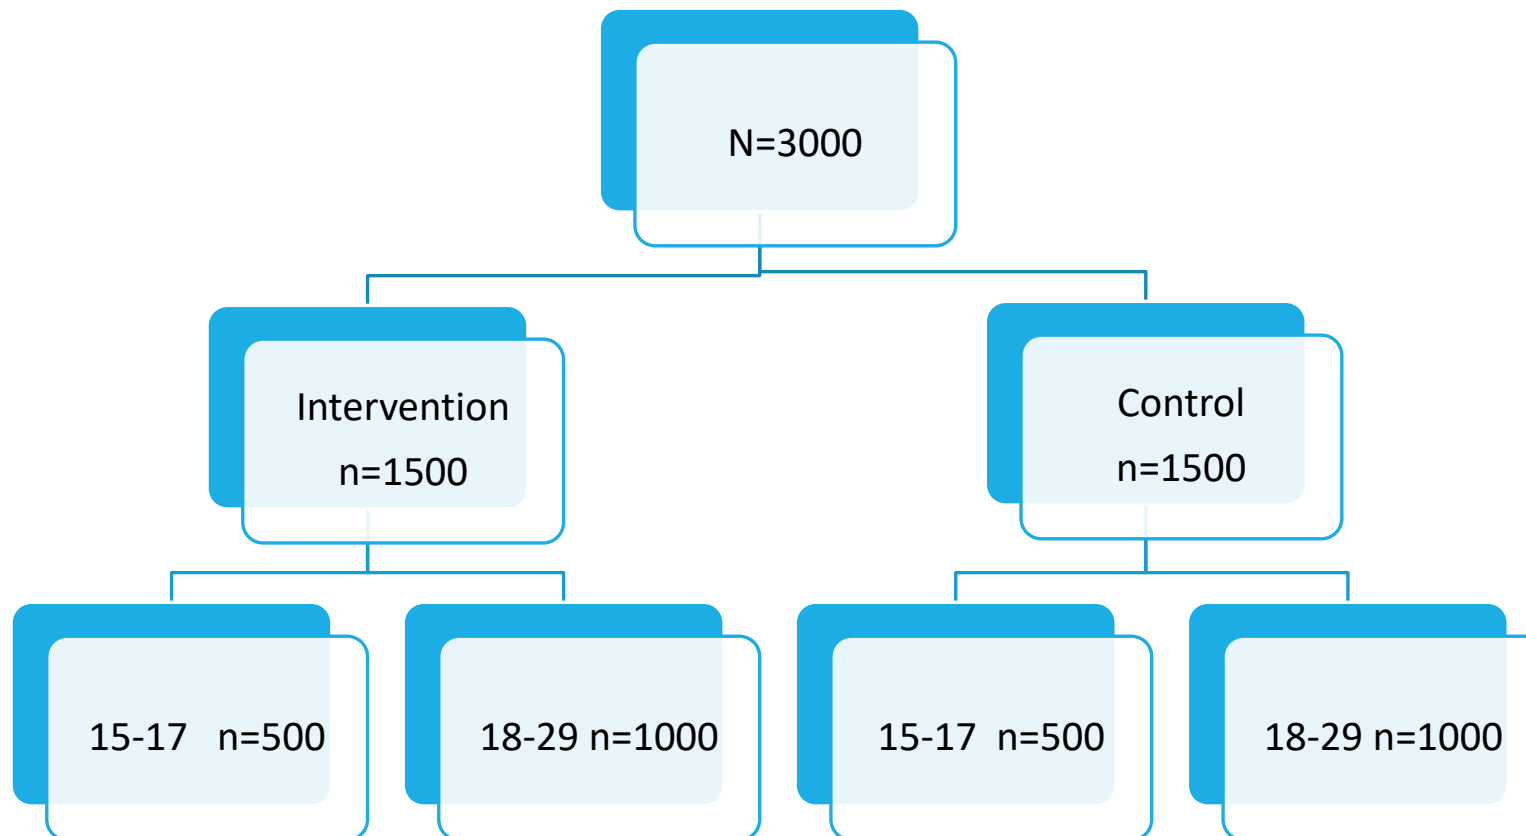 N=3000
Intervention
n=1500
Control
n=1500
15-17   n=500
18-29 n=1000
15-17  n=500
18-29 n=1000